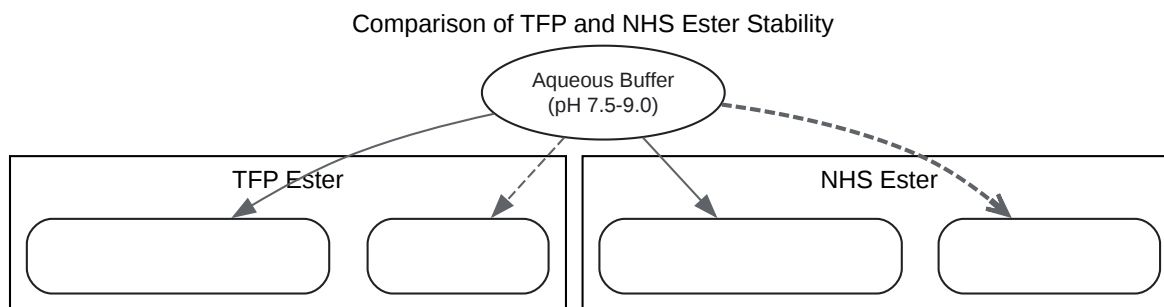 Comparison of TFP and NHS Ester Stability
Aqueous Buffer
(pH 7.5-9.0)
TFP Ester
NHS Ester